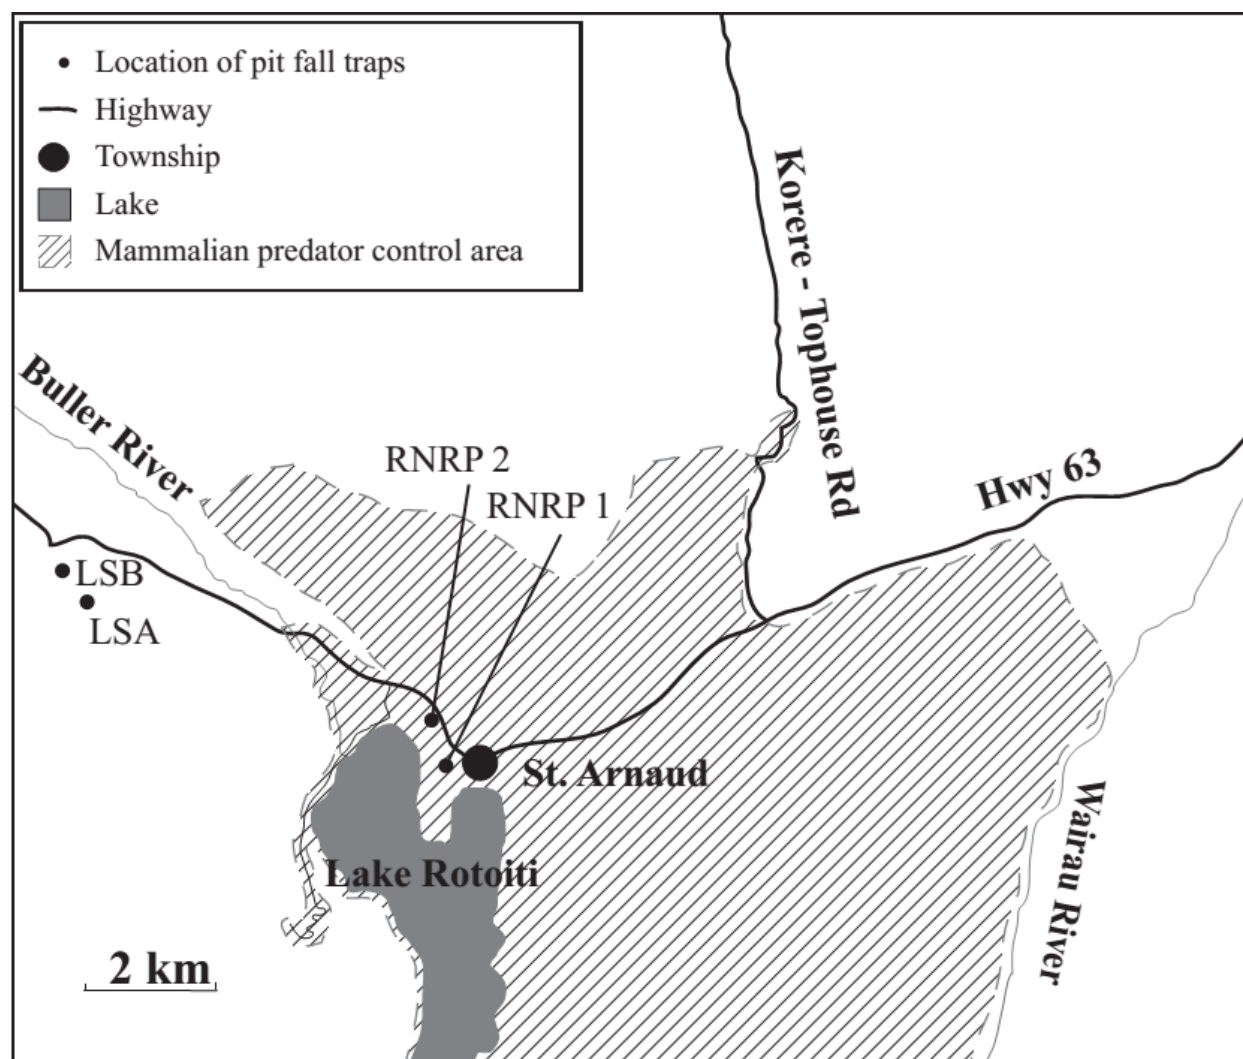 Location of pit fall traps
Highway
Township
Lake
Mammalian predator control area
Korere - Tophouse Rd
Buller River
RNRP 2
RNRP 1
Hwy 63
LSB
LSA
St. Arnaud
Lake Rotoiti
Wairau River
2 km